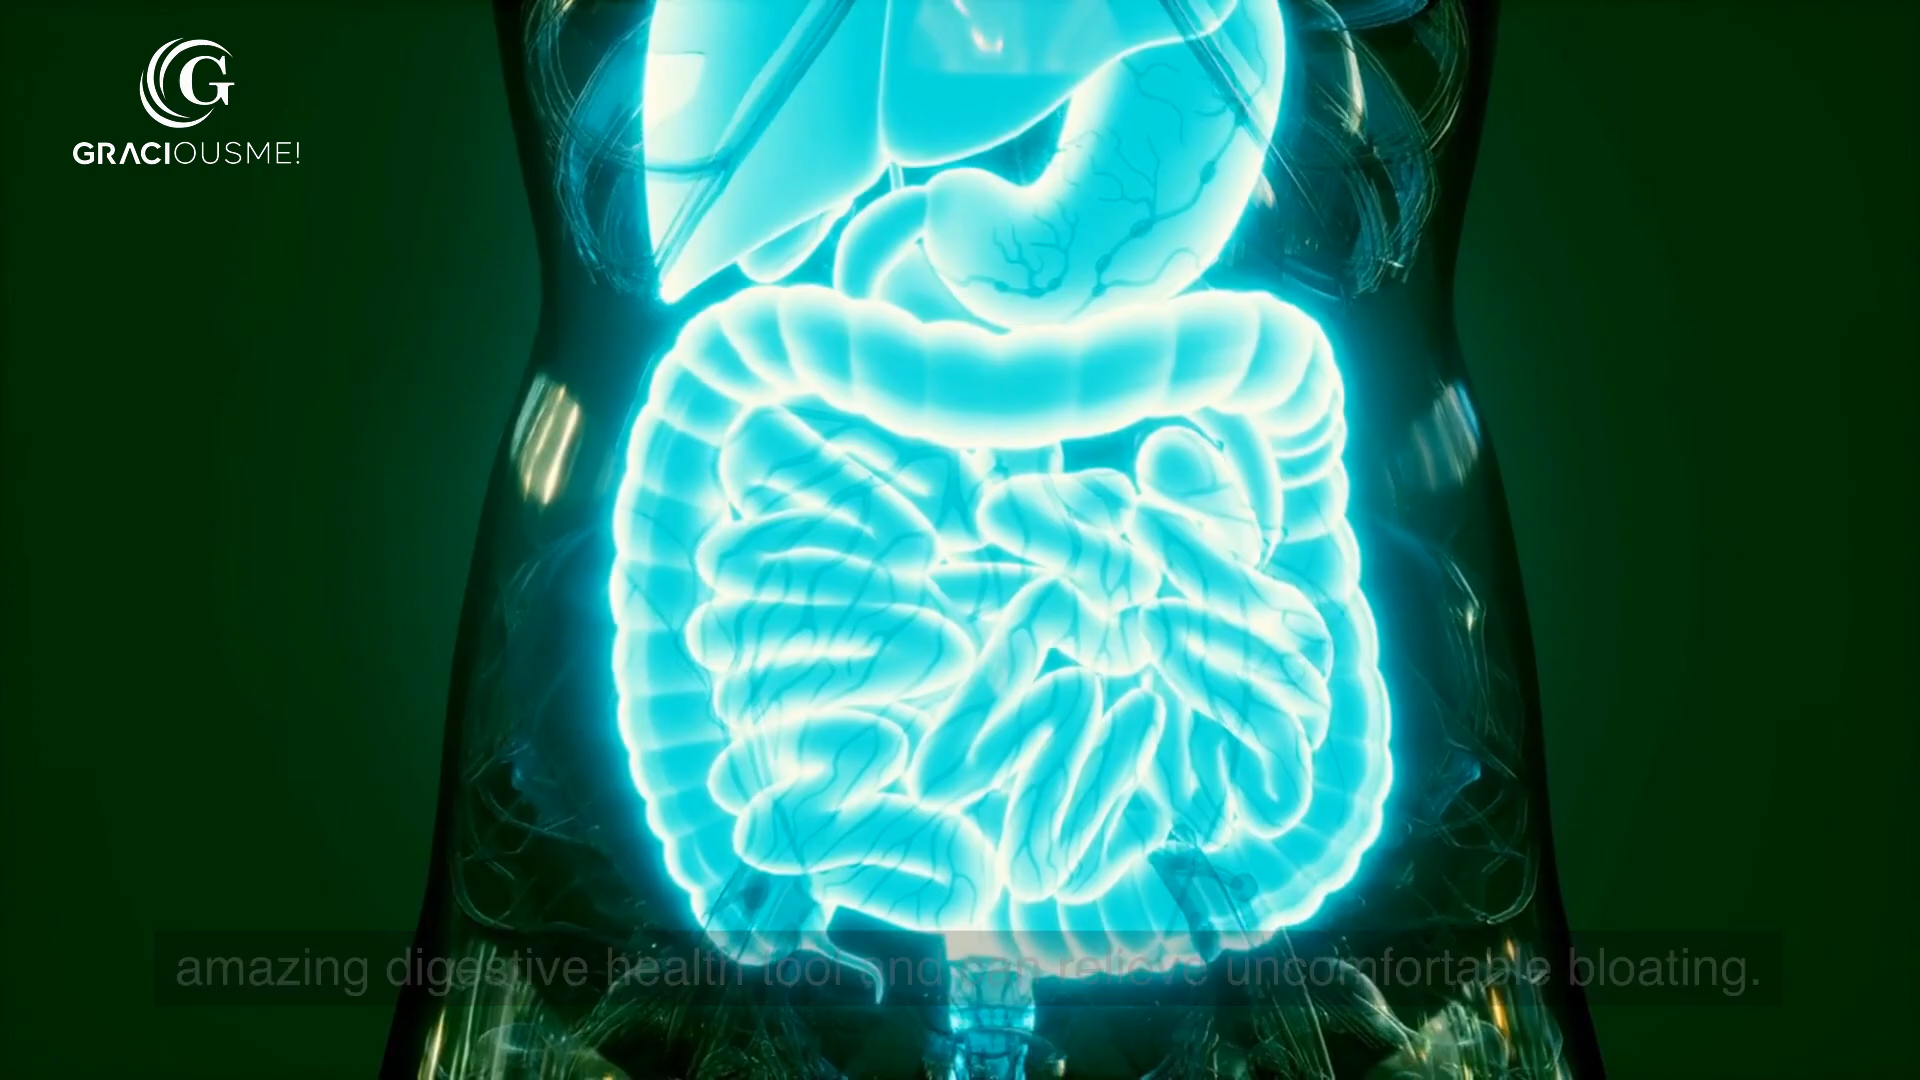 G
GRACIOUSME!
amazing digestive health tool and can relieve uncomfortable bloating.